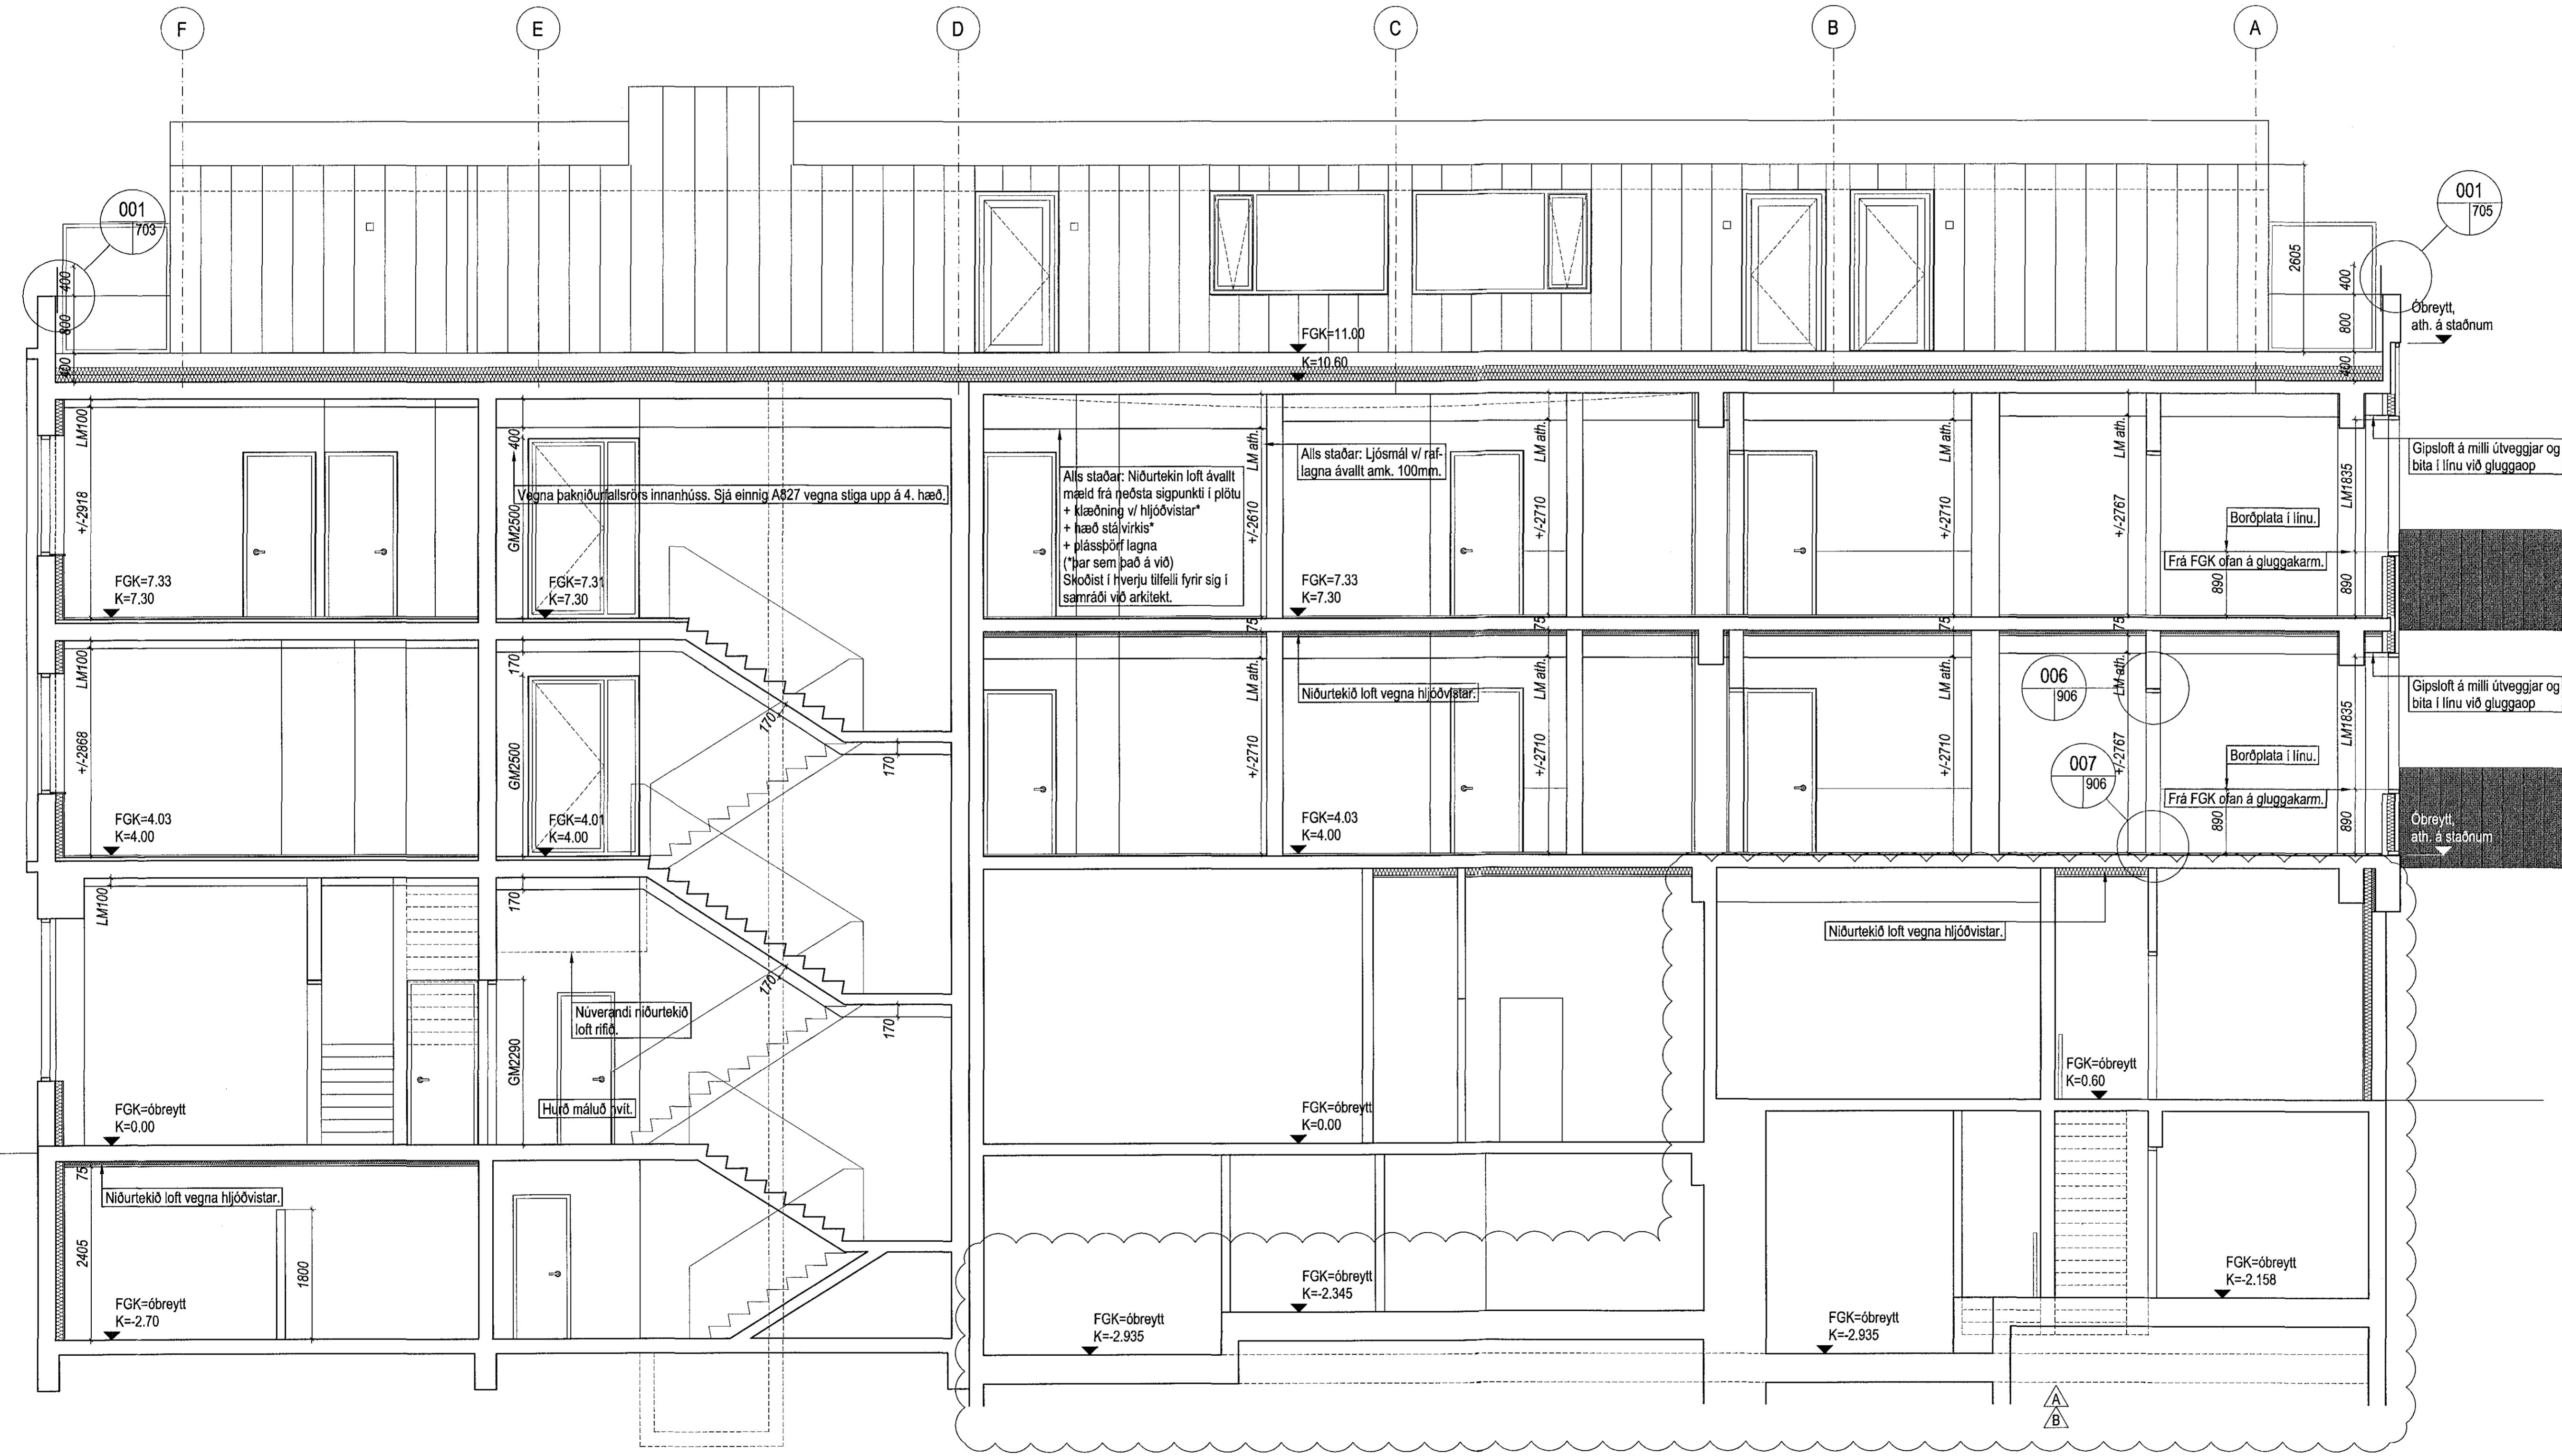 F
E
D
C
B
A
001
703
001
705
400
800
400
2605
400
800
400
Óbreytt,
ath. á staðnum
FGK=11.00
K=10.60
LM100
+/-2918
FGK=7.33
K=7.30
400
GM2500
Vegna þakniðurfallsrörs innanhúss. Sjá einnig A827 vegna stiga upp á 4. hæð.
FGK=7.31
K=7.30
Alls staðar: Niðurtekin loft ávallt
mæld frá neðsta sigpunkti í plötu
+ klæðning v/ hljóðvistar*
+ hæð stálvirkis*
+ plássþörf lagna
(*þar sem það á við)
Skoðist í hverju tilfelli fyrir sig í
samráði við arkitekt.
LM ath.
+/-2610
Alls staðar: Ljósmál v/ raf-
lagna ávallt amk. 100mm.
FGK=7.33
K=7.30
LM ath.
+/-2710
LM ath.
+/-2710
LM ath.
+/-2767
LM1835
890
890
Gipsloft á milli útveggjar og
bita í línu við gluggaop
Borðplata í línu.
Frá FGK ofan á gluggakarm.
75
75
75
75
LM100
+/-2868
FGK=4.03
K=4.00
170
GM2500
FGK=4.01
K=4.00
170
170
LM ath.
+/-2710
Niðurtekið loft vegna hljóðvistar.
FGK=4.03
K=4.00
LM ath.
+/-2710
LM ath.
+/-2710
006
906
007
906
LM ath.
+/-2767
LM1835
890
890
Gipsloft á milli útveggjar og
bita í línu við gluggaop
Borðplata í línu.
Frá FGK ofan á gluggakarm.
Óbreytt,
ath. á staðnum
LM100
FGK=óbreytt
K=0.00
170
GM2290
Núverandi niðurtekið
loft rifið.
Hurð máluð hvít.
170
170
FGK=óbreytt
K=0.00
Niðurtekið loft vegna hljóðvistar.
FGK=óbreytt
K=0.60
75
Niðurtekið loft vegna hljóðvistar.
2405
1800
FGK=óbreytt
K=-2.70
FGK=óbreytt
K=-2.935
FGK=óbreytt
K=-2.345
FGK=óbreytt
K=-2.935
FGK=óbreytt
K=-2.158
A
B